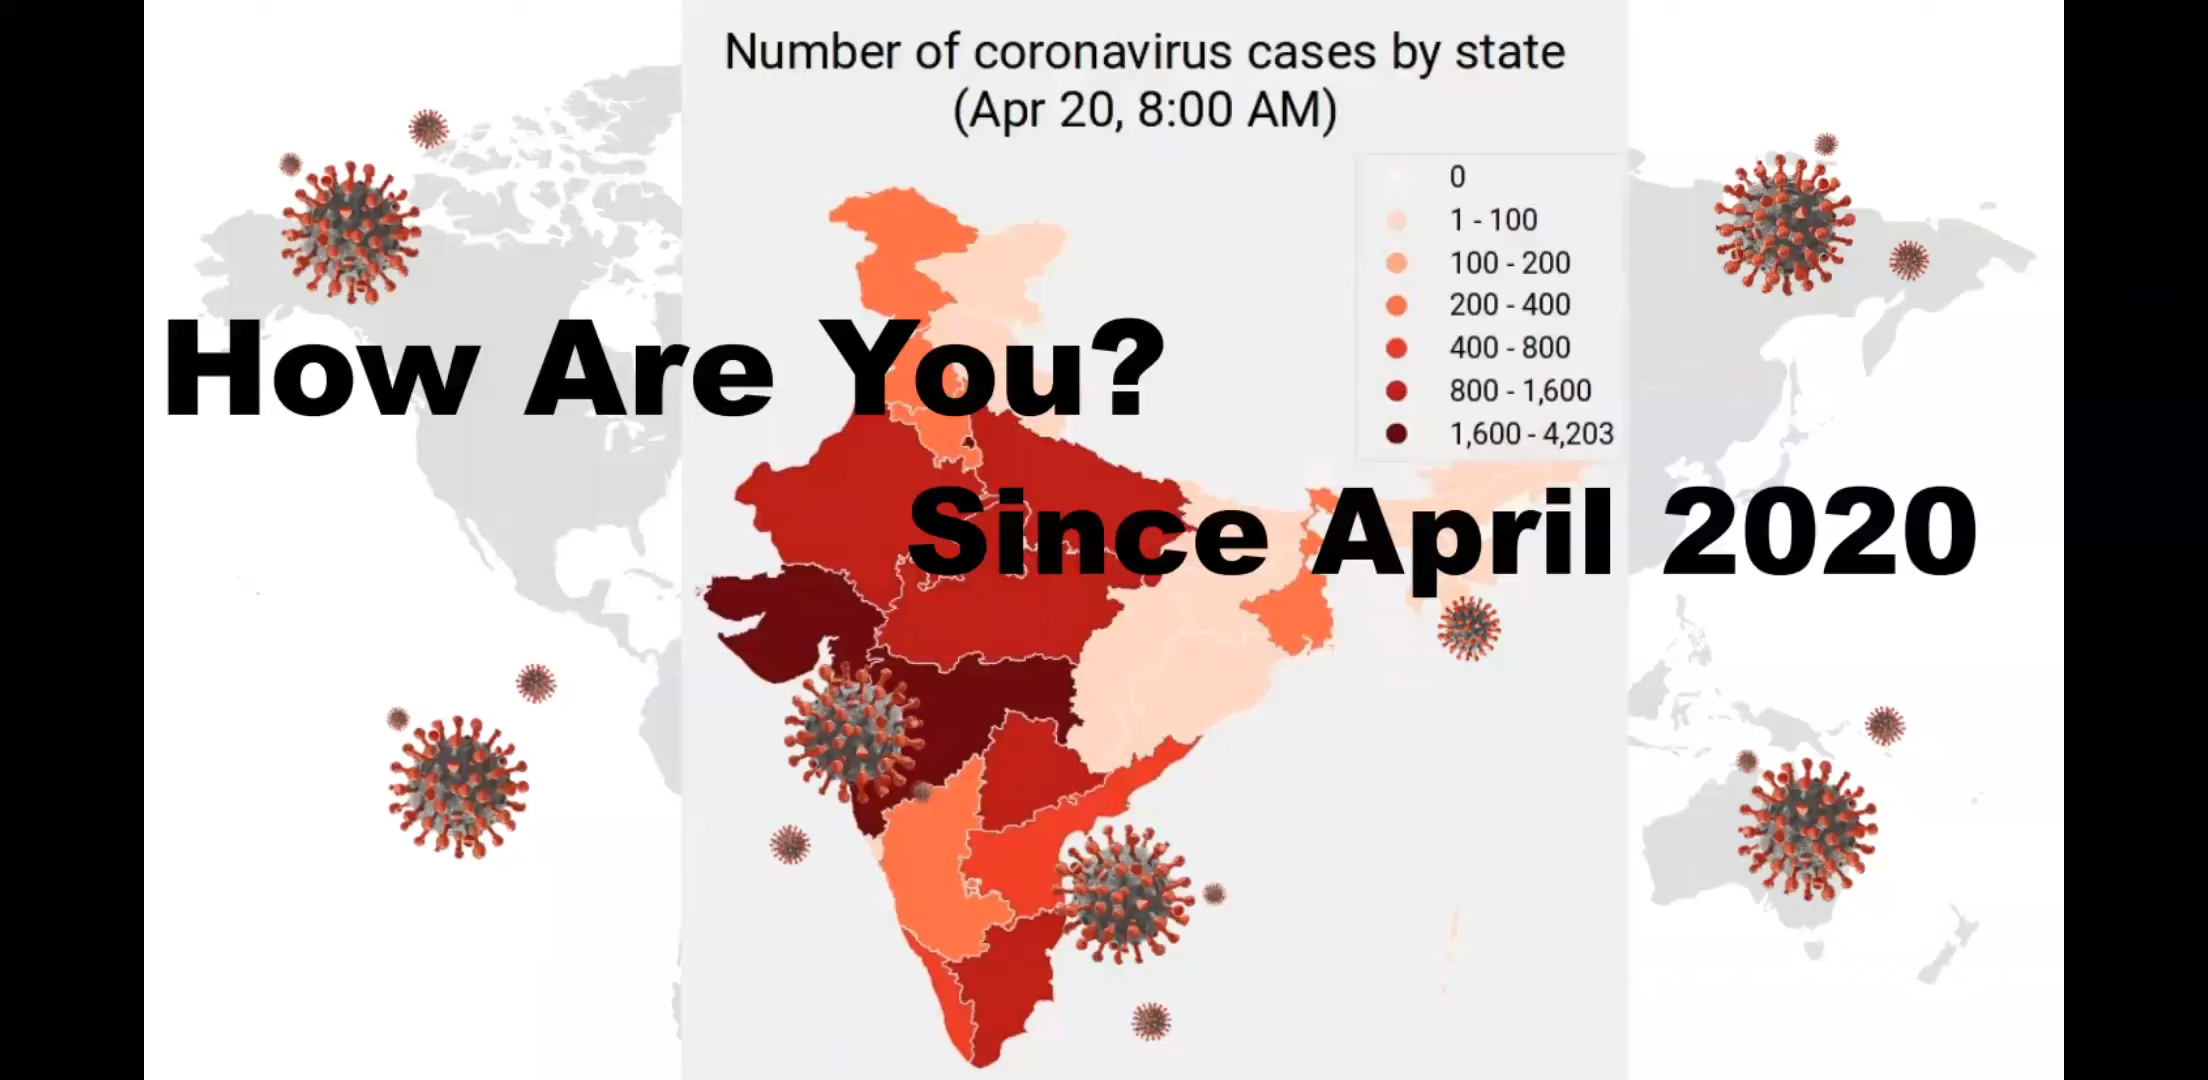 Number of coronavirus cases by state
(Apr 20, 8:00 AM)
0
1 - 100
100 - 200
200 - 400
400 - 800
800 - 1,600
1,600 - 4,203
How Are You?
Since April 2020